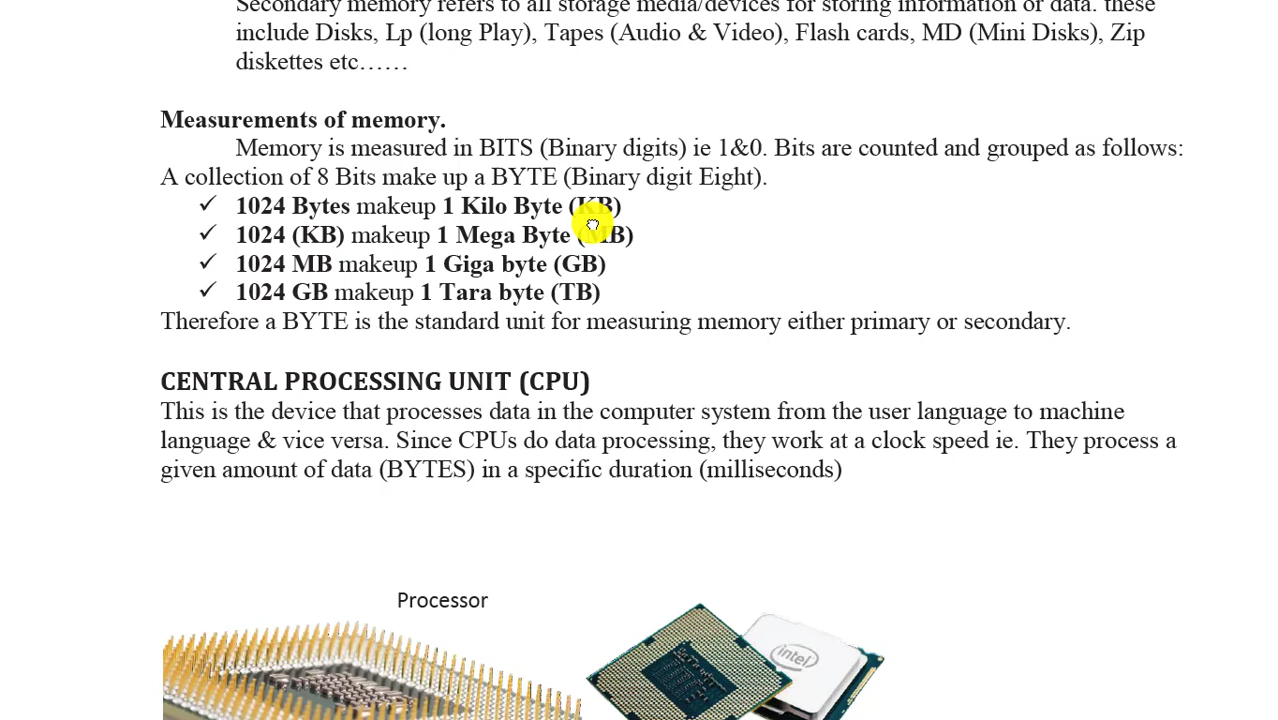 Secondary memory refers to all storage media/devices for storing information or data. these
include Disks, Lp (long Play), Tapes (Audio & Video), Flash cards, MD (Mini Disks), Zip
diskettes etc……
Measurements of memory.
Memory is measured in BITS (Binary digits) ie 1&0. Bits are counted and grouped as follows:
A collection of 8 Bits make up a BYTE (Binary digit Eight).
✓ 1024 Bytes makeup 1 Kilo Byte (KB)
✓ 1024 (KB) makeup 1 Mega Byte (MB)
✓ 1024 MB makeup 1 Giga byte (GB)
✓ 1024 GB makeup 1 Tara byte (TB)
Therefore a BYTE is the standard unit for measuring memory either primary or secondary.
CENTRAL PROCESSING UNIT (CPU)
This is the device that processes data in the computer system from the user language to machine
language & vice versa. Since CPUs do data processing, they work at a clock speed ie. They process a
given amount of data (BYTES) in a specific duration (milliseconds)
Processor
intel